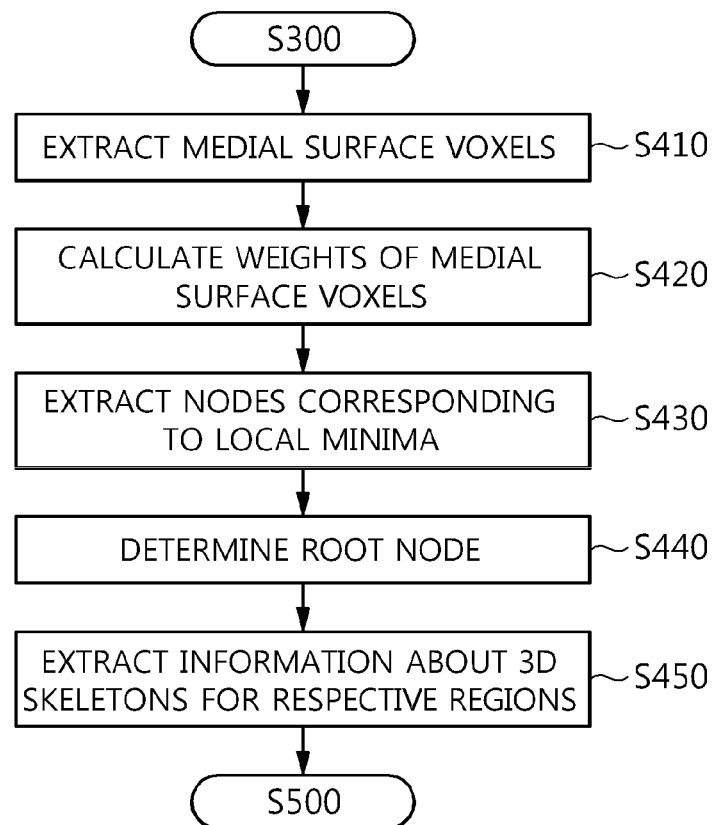 S300
EXTRACT MEDIAL SURFACE VOXELS
S410
CALCULATE WEIGHTS OF MEDIAL
SURFACE VOXELS
S420
EXTRACT NODES CORRESPONDING
TO LOCAL MINIMA
S430
DETERMINE ROOT NODE
S440
EXTRACT INFORMATION ABOUT 3D
SKELETONS FOR RESPECTIVE REGIONS
S450
S500